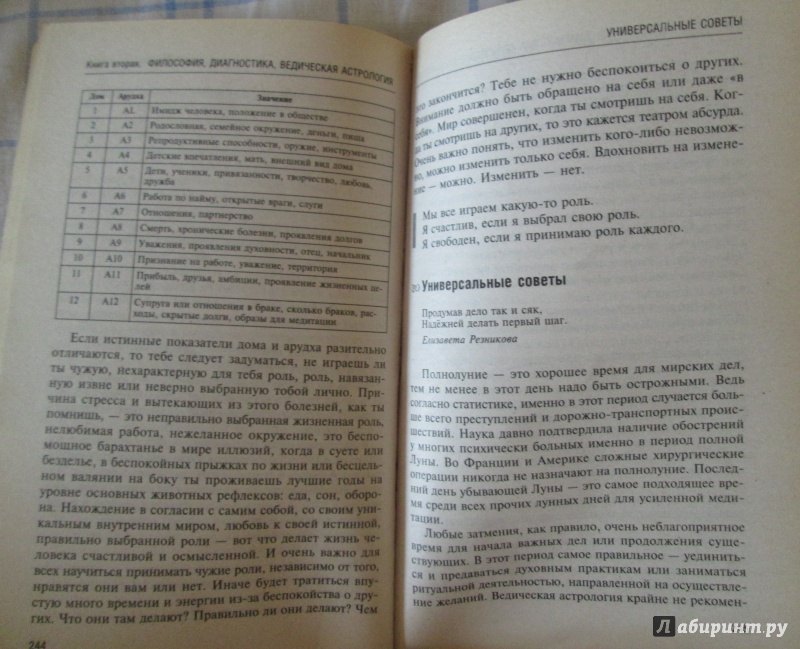 Книга вторая. ФИЛОСОФИЯ, ДИАГНОСТИКА, ВЕДИЧЕСКАЯ АСТРОЛОГИЯ
Дом Арудха Значение
1 AL Имидж человека, положение в обществе
2 A2 Родословная, семейное окружение, деньги, пища
3 A3 Репродуктивные способности, оружие, инструменты
4 A4 Детские впечатления, мать, внешний вид дома
5 A5 Дети, ученики, привязанности, творчество, любовь,
дружба
6 A6 Работа по найму, открытые враги, слуги
7 A7 Отношения, партнерство
8 A8 Смерть, хронические болезни, проявления долгов
9 A9 Уважения, проявления духовности, отец, начальник
10 A10 Признание на работе, уважение, территория
11 A11 Прибыль, друзья, амбиции, проявление жизненных де-
лей
12 A12 Супруга или отношения в браке, сколько браков, рас-
ходы, скрытые долги, образы для медитации
Если истинные показатели дома и арудха разительно
отличаются, то тебе следует задуматься, не играешь ли
ты чужую, нехарактерную для тебя роль, роль, навязан-
ную извне или неверно выбранную тобой лично. При-
чина стресса и вытекающих из этого болезней, как ты
помнишь, — это неправильно выбранная жизненная роль,
нелюбимая работа, нежеланное окружение, это беспо-
мощное барахтанье в мире иллюзий, когда в суете или
безделье, в беспокойных прыжках по жизни или бесцель-
ном валянии на боку ты проживаешь лучшие годы на
уровне основных животных рефлексов: еда, сон, оборо-
на. Нахождение в согласии с самим собой, со своим уни-
кальным внутренним миром, любовь к своей истинной,
правильно выбранной роли — вот что делает жизнь че-
ловека счастливой и осмысленной. И очень важно для
всех научиться принимать чужие роли, независимо от того,
нравятся они вам или нет. Иначе будет тратиться впу-
стую много времени и энергии из-за беспокойства о дру-
гих. Что они там делают? Правильно ли они делают? Чем
244
УНИВЕРСАЛЬНЫЕ СОВЕТЫ
это закончится? Тебе не нужно беспокоиться о других.
Внимание должно быть обращено на себя или даже «в
себя». Мир совершенен, когда ты смотришь на себя. Ког-
да ты смотришь на других, то это кажется театром абсурда.
Очень важно понять, что изменить кого-либо невозмож-
но, можно изменить только себя. Вдохновить на измене-
ние — можно. Изменить — нет.
Мы все играем какую-то роль.
Я счастлив, если я выбрал свою роль.
Я свободен, если я принимаю роль каждого.
Универсальные советы
Продумав дело так и сяк,
Надёжней делать первый шаг.
Елизавета Резникова
Полнолуние — это хорошее время для мирских дел,
тем не менее в этот день надо быть осторожными. Ведь
согласно статистике, именно в этот период случается боль-
ше всего преступлений и дорожно-транспортных проис-
шествий. Наука давно подтвердила наличие обострений
у многих психически больных именно в период полной
Луны. Во Франции и Америке сложные хирургические
операции никогда не назначают на полнолуние. Послед-
ний день убывающей Луны — это самое подходящее вре-
мя среди всех прочих лунных дней для усиленной меди-
тации.
Любые затмения, как правило, очень неблагоприятное
время для начала важных дел или продолжения суще-
ствующих. В этот период самое правильное — уединить-
ся и предаваться духовным практикам или заниматься
ритуальной деятельностью, направленной на осуществле-
ние желаний. Ведическая астрология крайне не рекомен-
Лабиринт.ру